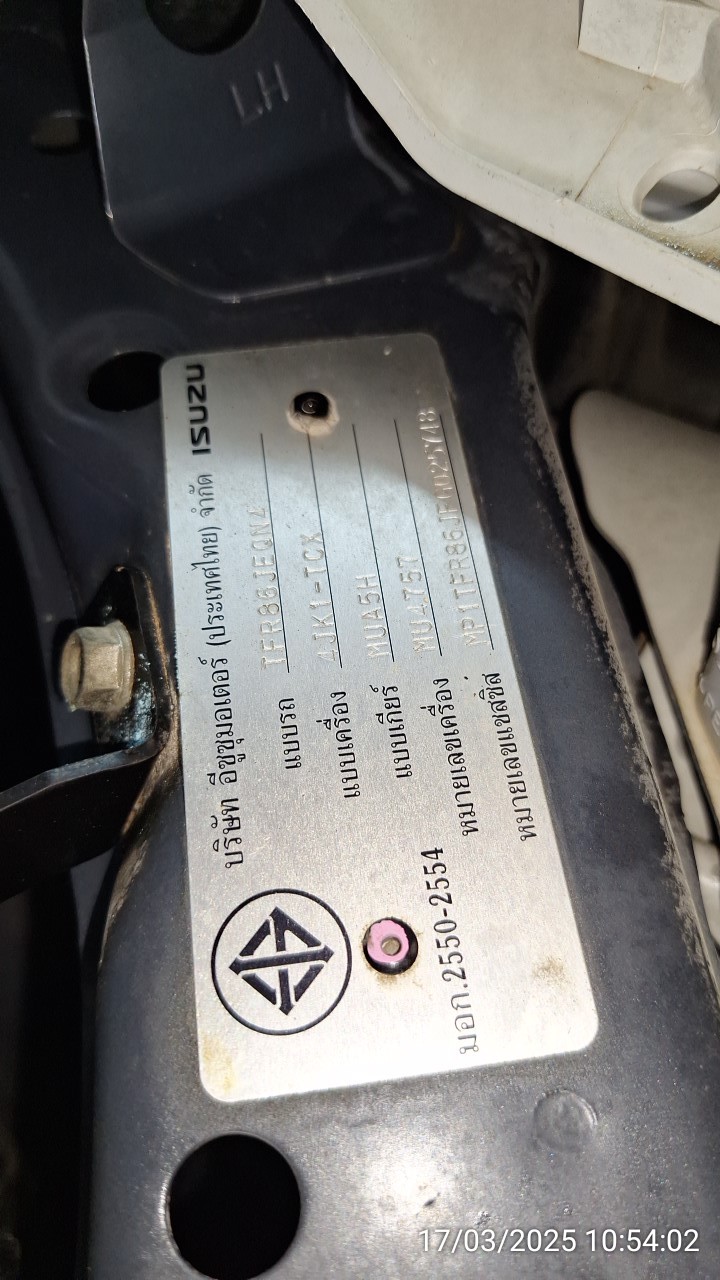 LH
บริษัท อีซูซุมอเตอร์ (ประเทศไทย) จำกัด ISUZU
แบบรถ TFR86JEQN4
แบบเครื่อง 4JK1-TCX
แบบเกียร์ MUA5H
หมายเลขเครื่อง MU4757
หมายเลขแชสซิส
มอก.2550-2554
17/03/2025 10:54:02